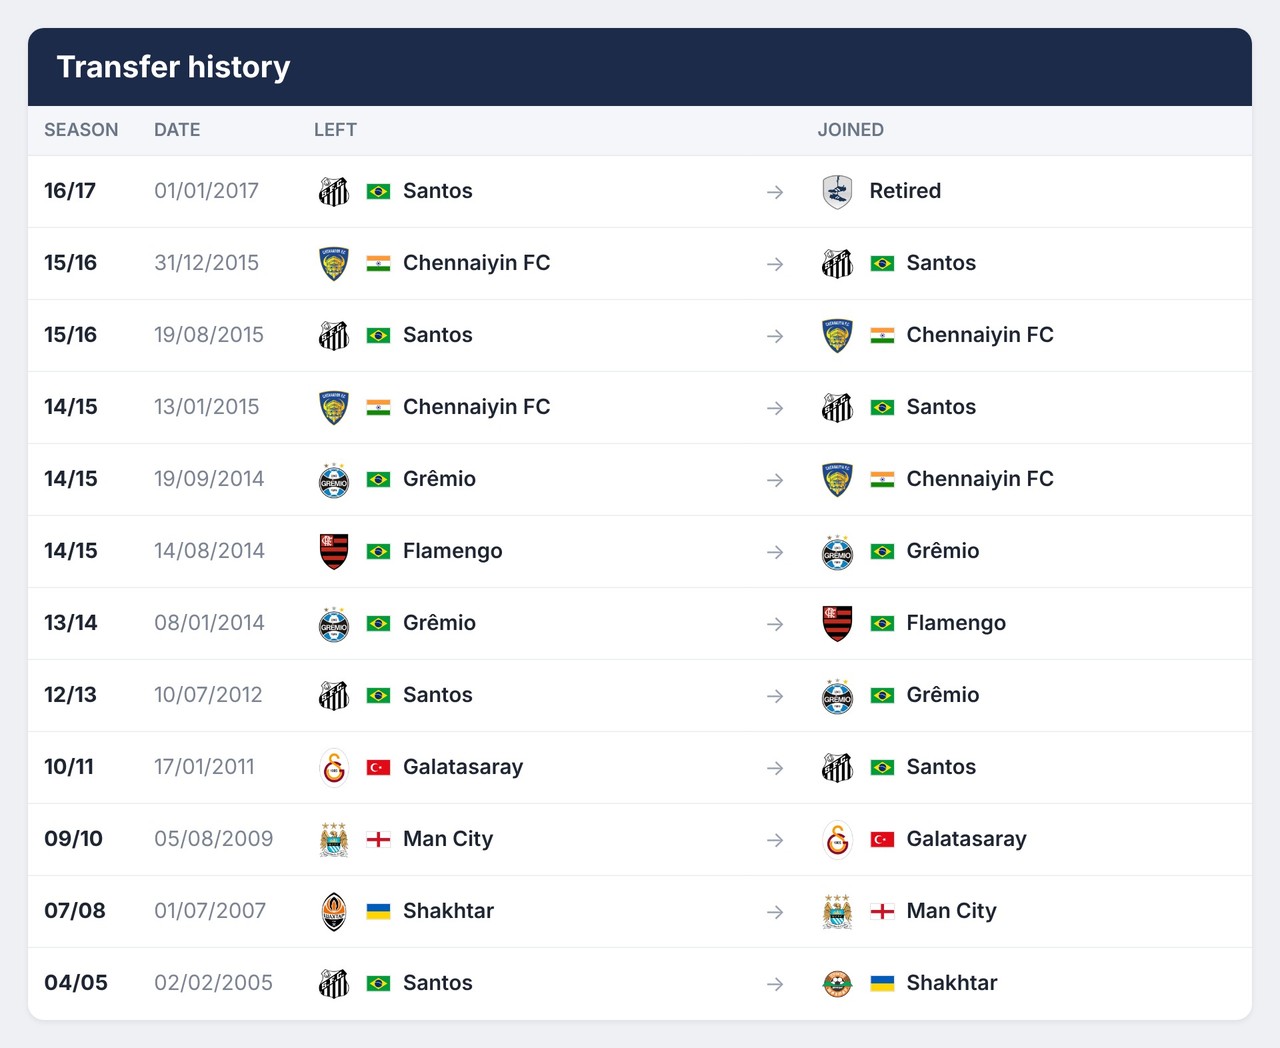 Transfer history
SEASON DATE LEFT JOINED
16/17 01/01/2017 Santos → Retired
15/16 31/12/2015 Chennaiyin FC → Santos
15/16 19/08/2015 Santos → Chennaiyin FC
14/15 13/01/2015 Chennaiyin FC → Santos
14/15 19/09/2014 Grêmio → Chennaiyin FC
14/15 14/08/2014 Flamengo → Grêmio
13/14 08/01/2014 Grêmio → Flamengo
12/13 10/07/2012 Santos → Grêmio
10/11 17/01/2011 Galatasaray → Santos
09/10 05/08/2009 Man City → Galatasaray
07/08 01/07/2007 Shakhtar → Man City
04/05 02/02/2005 Santos → Shakhtar